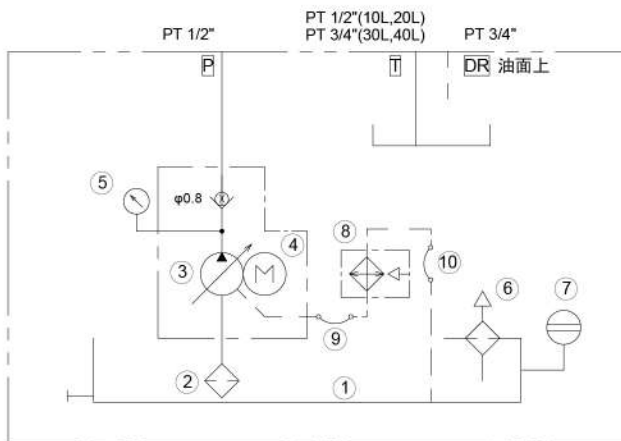 PT 1/2"
PT 1/2"(10L,20L)
PT 3/4"(30L,40L)
PT 3/4"
P
T
DR 油面上
5
φ0.8
X
4
8
3
M
10
6
7
9
2
1